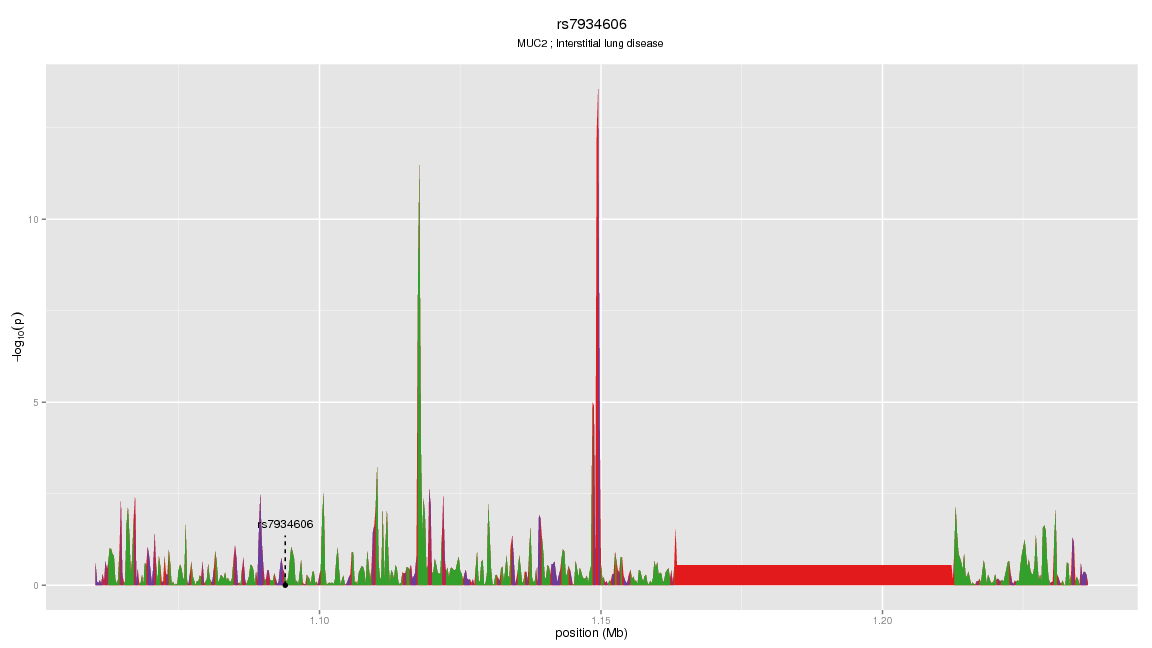 rs7934606
MUC2 ; Interstitial lung disease
−log10(p)
10
5
0
rs7934606
1.10
1.15
1.20
position (Mb)